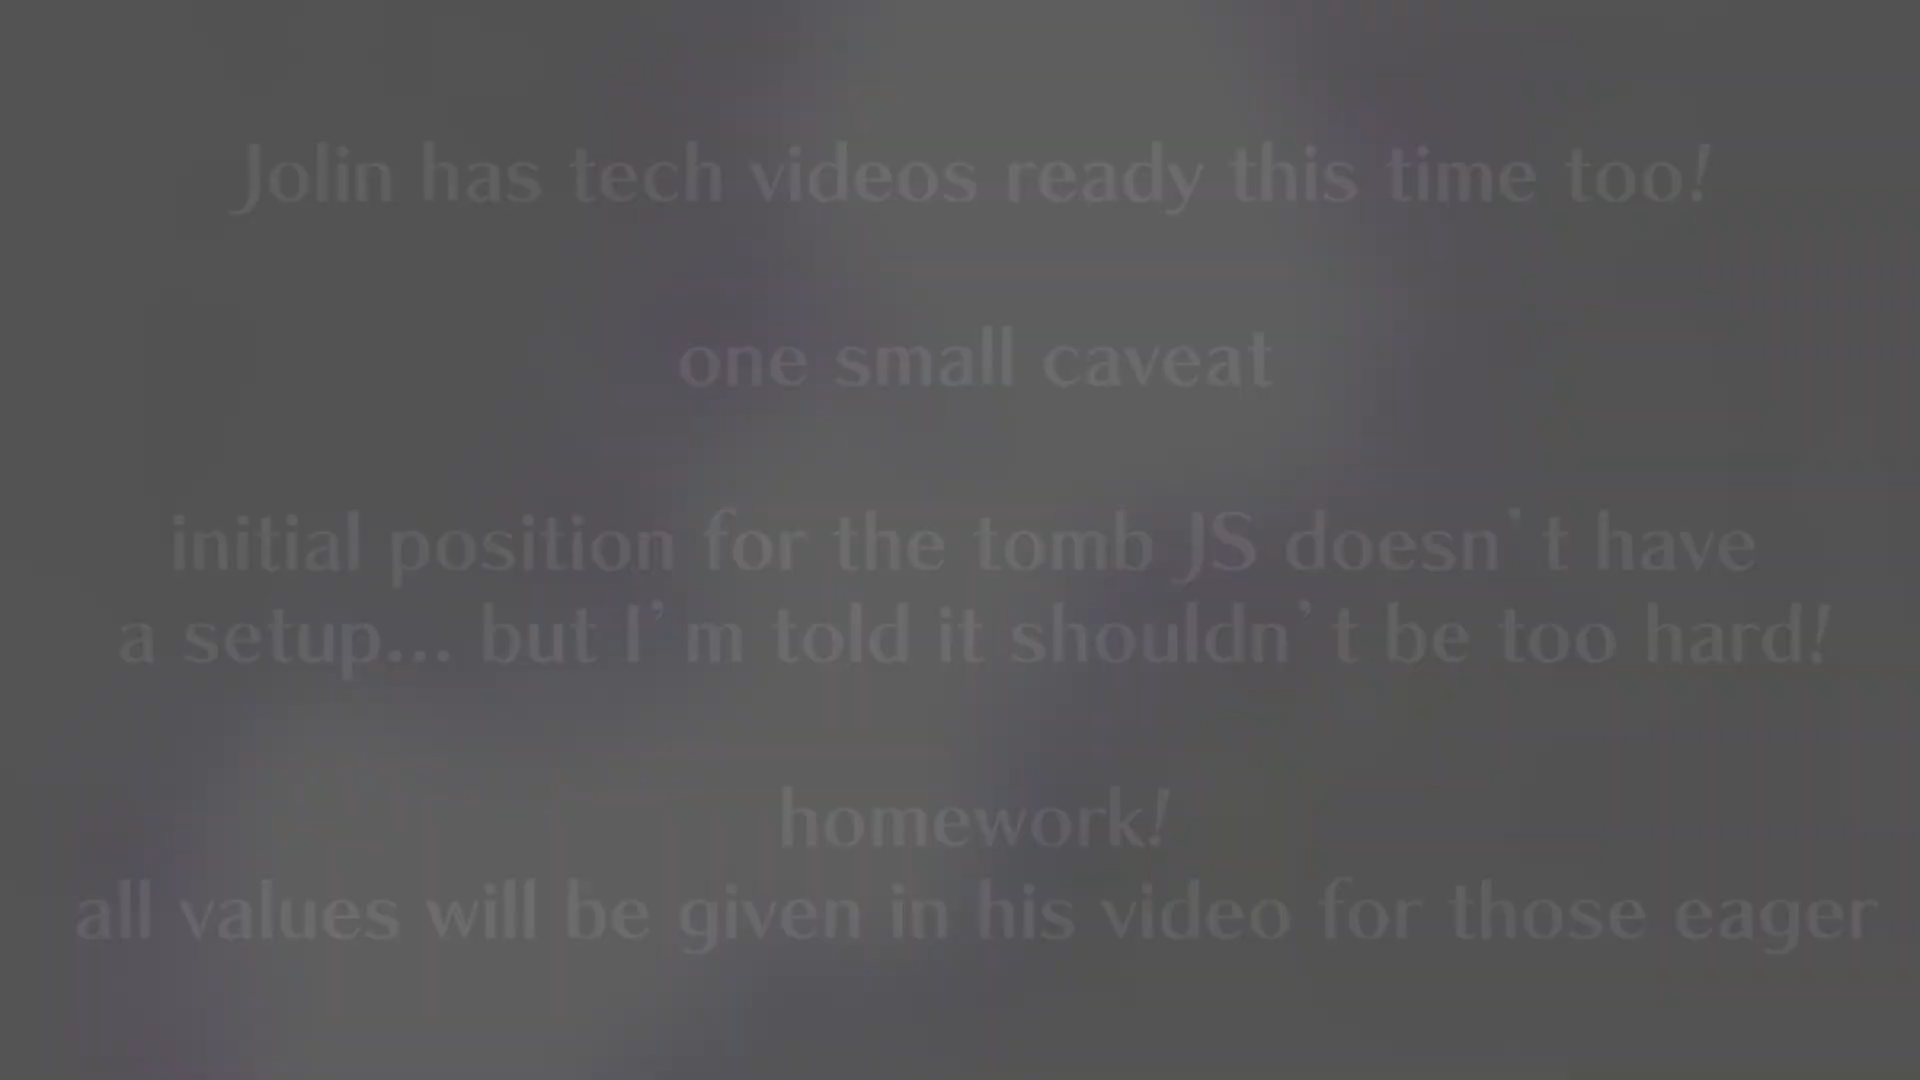 Jolin has tech videos ready this time too!
one small caveat
initial position for the tomb JS doesn't have
a setup... but I'm told it shouldn't be too hard!
homework!
all values will be given in his video for those eager